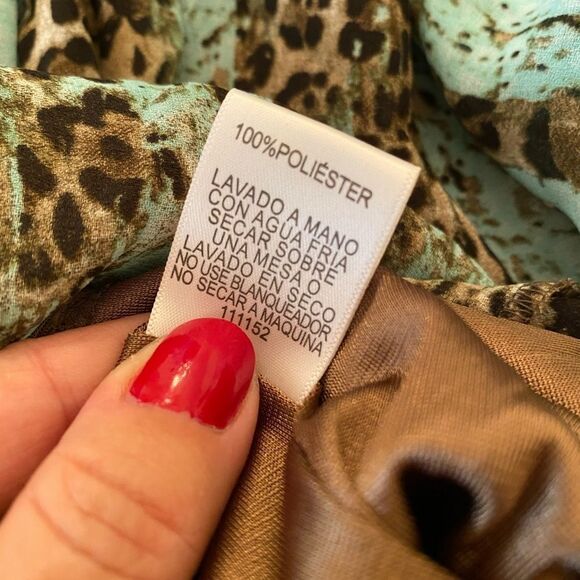 100%POLIÉSTER
LAVADO A MANO
CON AGUA FRIA
SECAR SOBRE
UNA MESA O
LAVADO EN SECO
NO USE BLANQUEADOR
NO SECAR A MAQUINA
111152